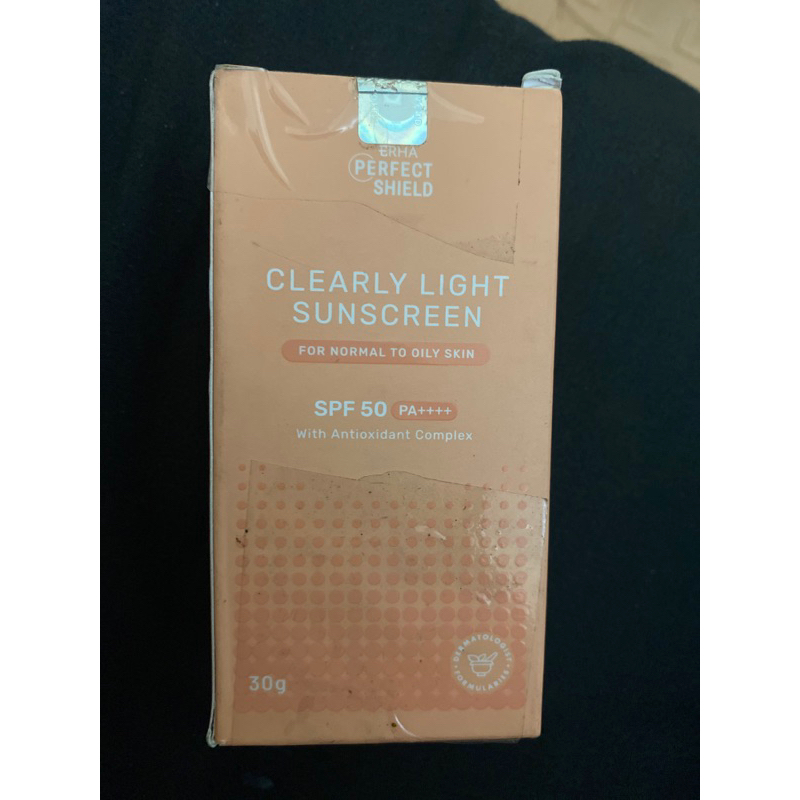 ERHA
PERFECT
SHIELD
CLEARLY LIGHT
SUNSCREEN
FOR NORMAL TO OILY SKIN
SPF 50 PA++++
With Antioxidant Complex
30g
DERMATOLOGIST FORMULARIES